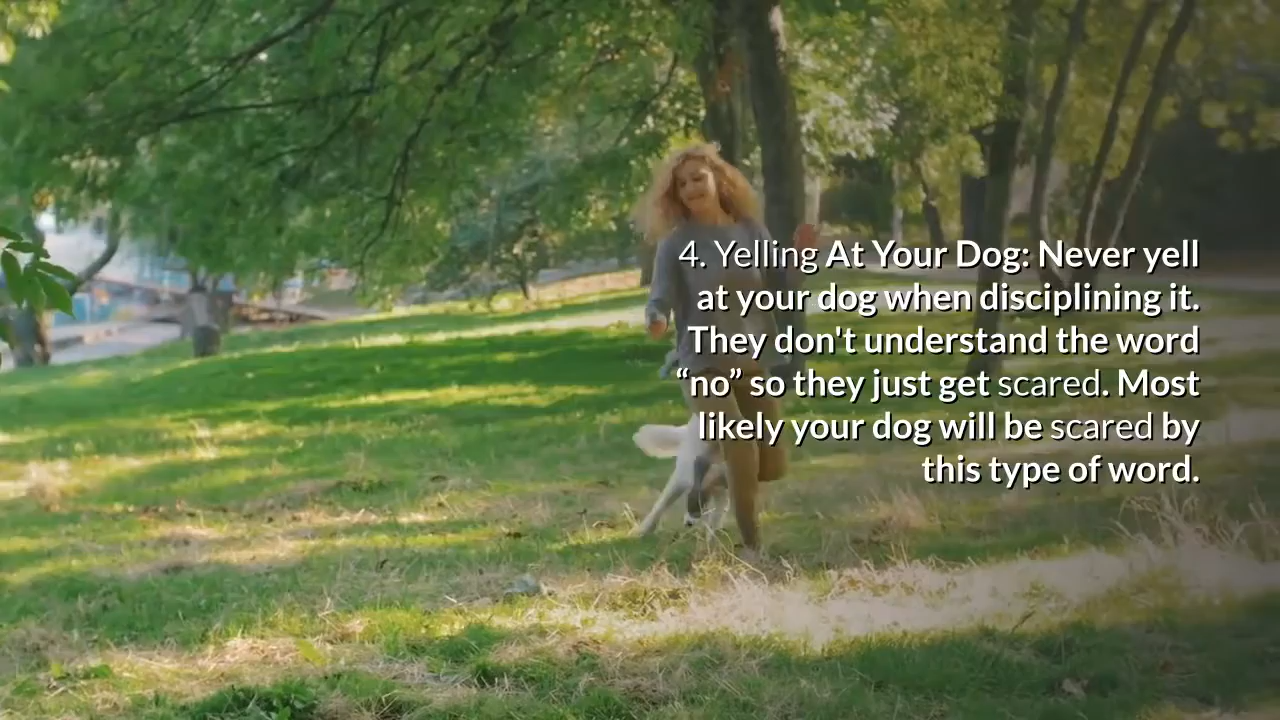 4. Yelling At Your Dog: Never yell
at your dog when disciplining it.
They don't understand the word
“no” so they just get scared. Most
likely your dog will be scared by
this type of word.